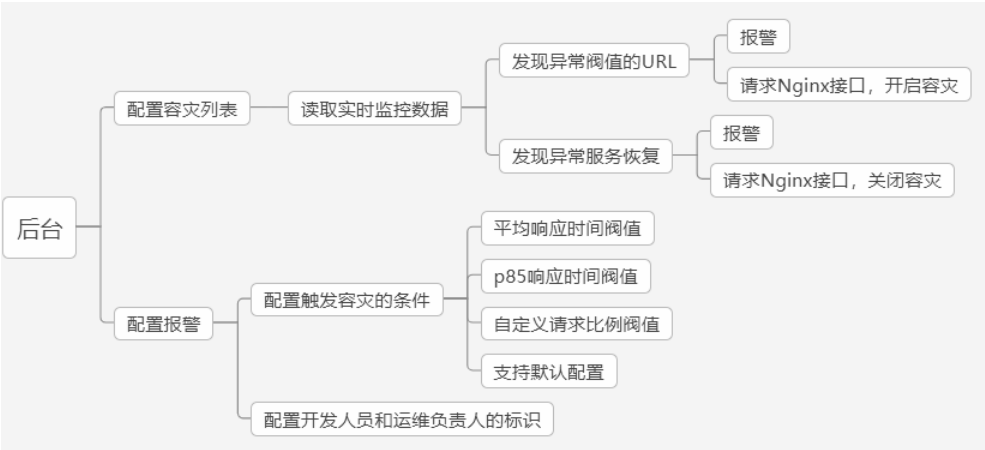 后台
配置容灾列表
读取实时监控数据
发现异常阀值的URL
报警
请求Nginx接口，开启容灾
发现异常服务恢复
报警
请求Nginx接口，关闭容灾
配置报警
配置触发容灾的条件
平均响应时间阀值
p85响应时间阀值
自定义请求比例阀值
支持默认配置
配置开发人员和运维负责人的标识